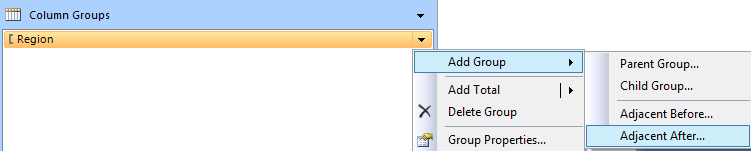 Column Groups
Region
Add Group
Add Total
Delete Group
Group Properties...
Parent Group...
Child Group...
Adjacent Before...
Adjacent After...